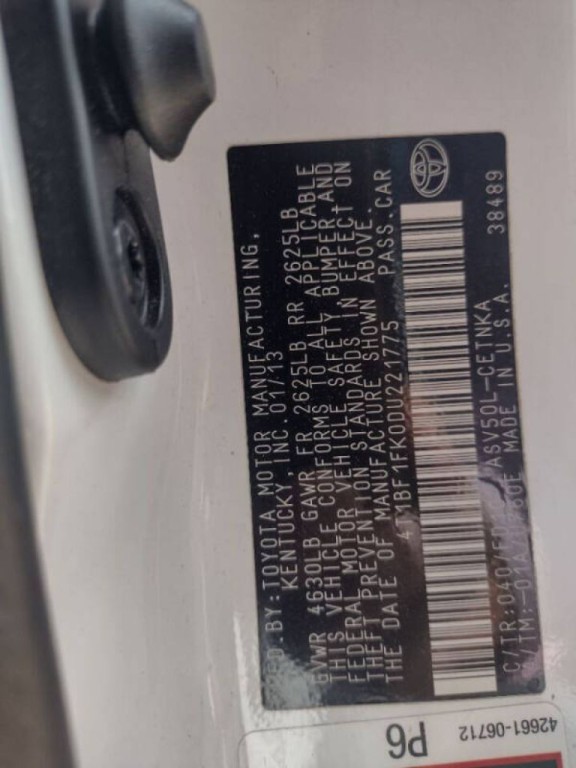 MFD.BY:TOYOTA MOTOR MANUFACTURING,
KENTUCKY, INC.01/13
GVWR 4630LB GAWR FR 2625LB RR 2625LB
THIS VEHICLE CONFORMS TO ALL APPLICABLE
FEDERAL MOTOR VEHICLE SAFETY, BUMPER,AND
THEFT PREVENTION STANDARDS IN EFFECT ON
THE DATE OF MANUFACTURE SHOWN ABOVE.
4T1BF1FK0DU221775 PASS.CAR
ASV50L-CETNKA
MADE IN U.S.A. 38489
42661-06712
P6